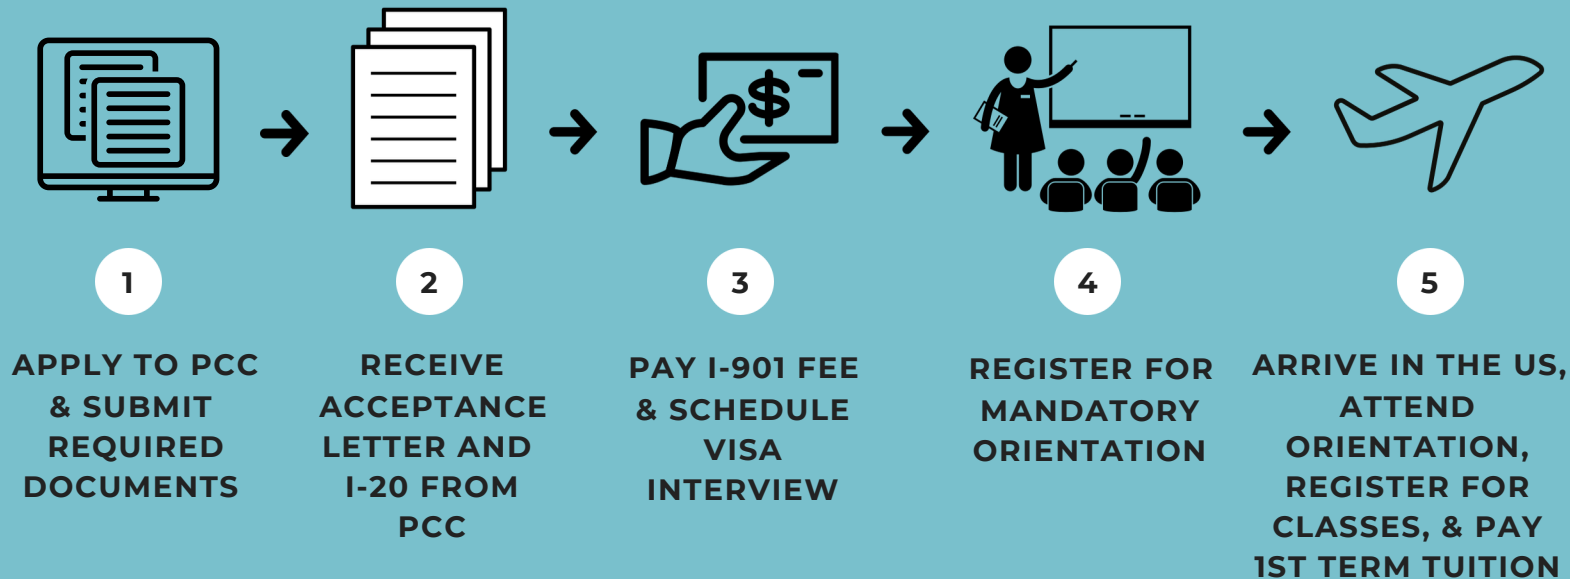 1
APPLY TO PCC
& SUBMIT
REQUIRED
DOCUMENTS
2
RECEIVE
ACCEPTANCE
LETTER AND
I-20 FROM
PCC
$
3
PAY I-901 FEE
& SCHEDULE
VISA
INTERVIEW
4
REGISTER FOR
MANDATORY
ORIENTATION
5
ARRIVE IN THE US,
ATTEND
ORIENTATION,
REGISTER FOR
CLASSES, & PAY
1ST TERM TUITION